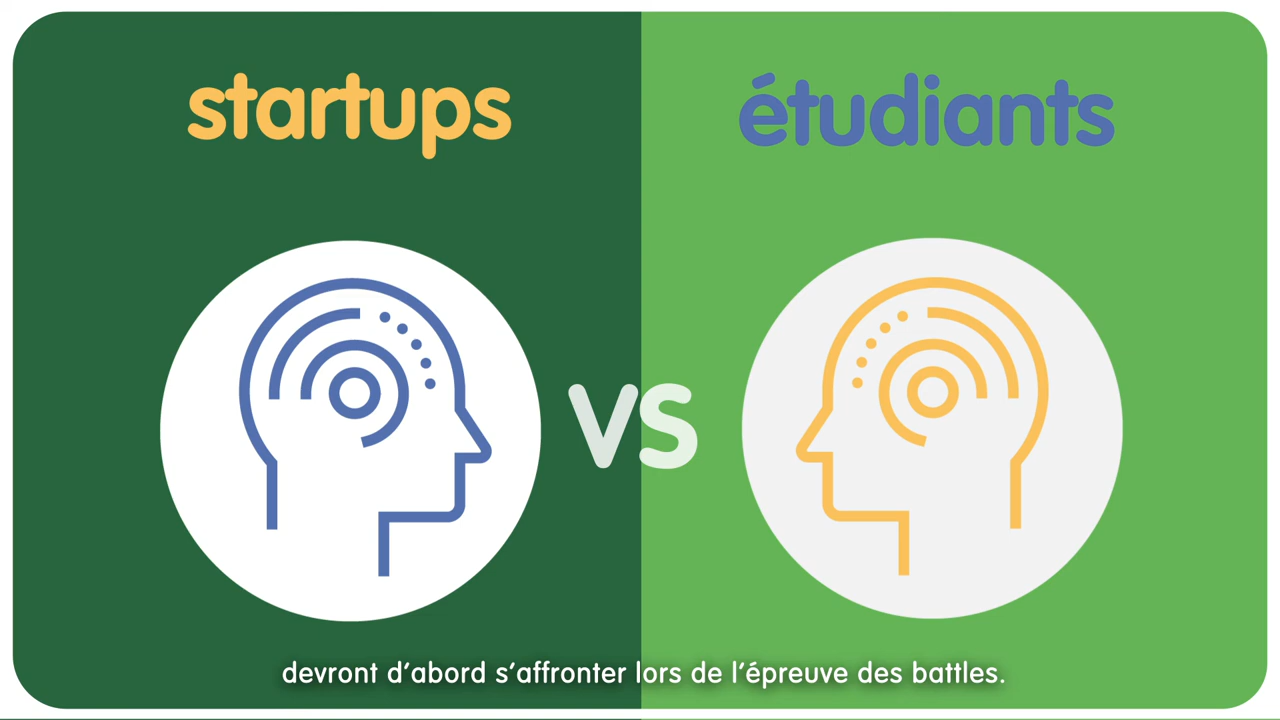 startups
étudiants
vs
devront d’abord s’affronter lors de l’épreuve des battles.